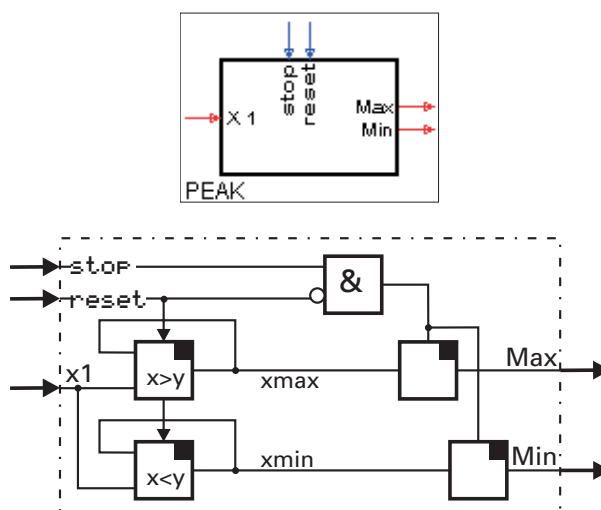 stop
reset
X 1
Max
Min
PEAK
stop
&
reset
x1
x>y
xmax
Max
x<y
xmin
Min